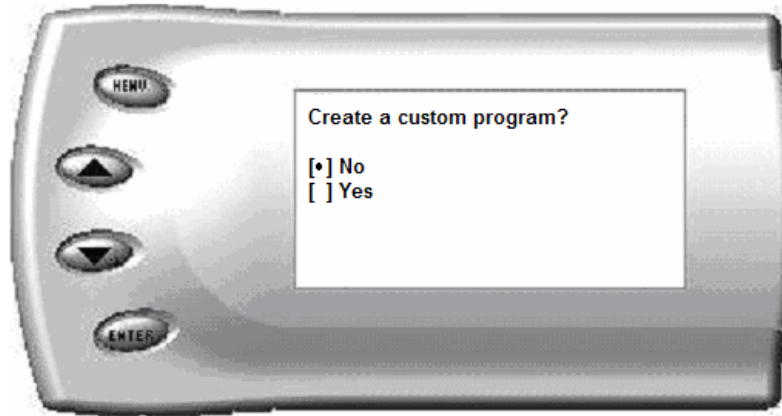 MENU
Create a custom program?
[•] No
[ ] Yes
ENTER